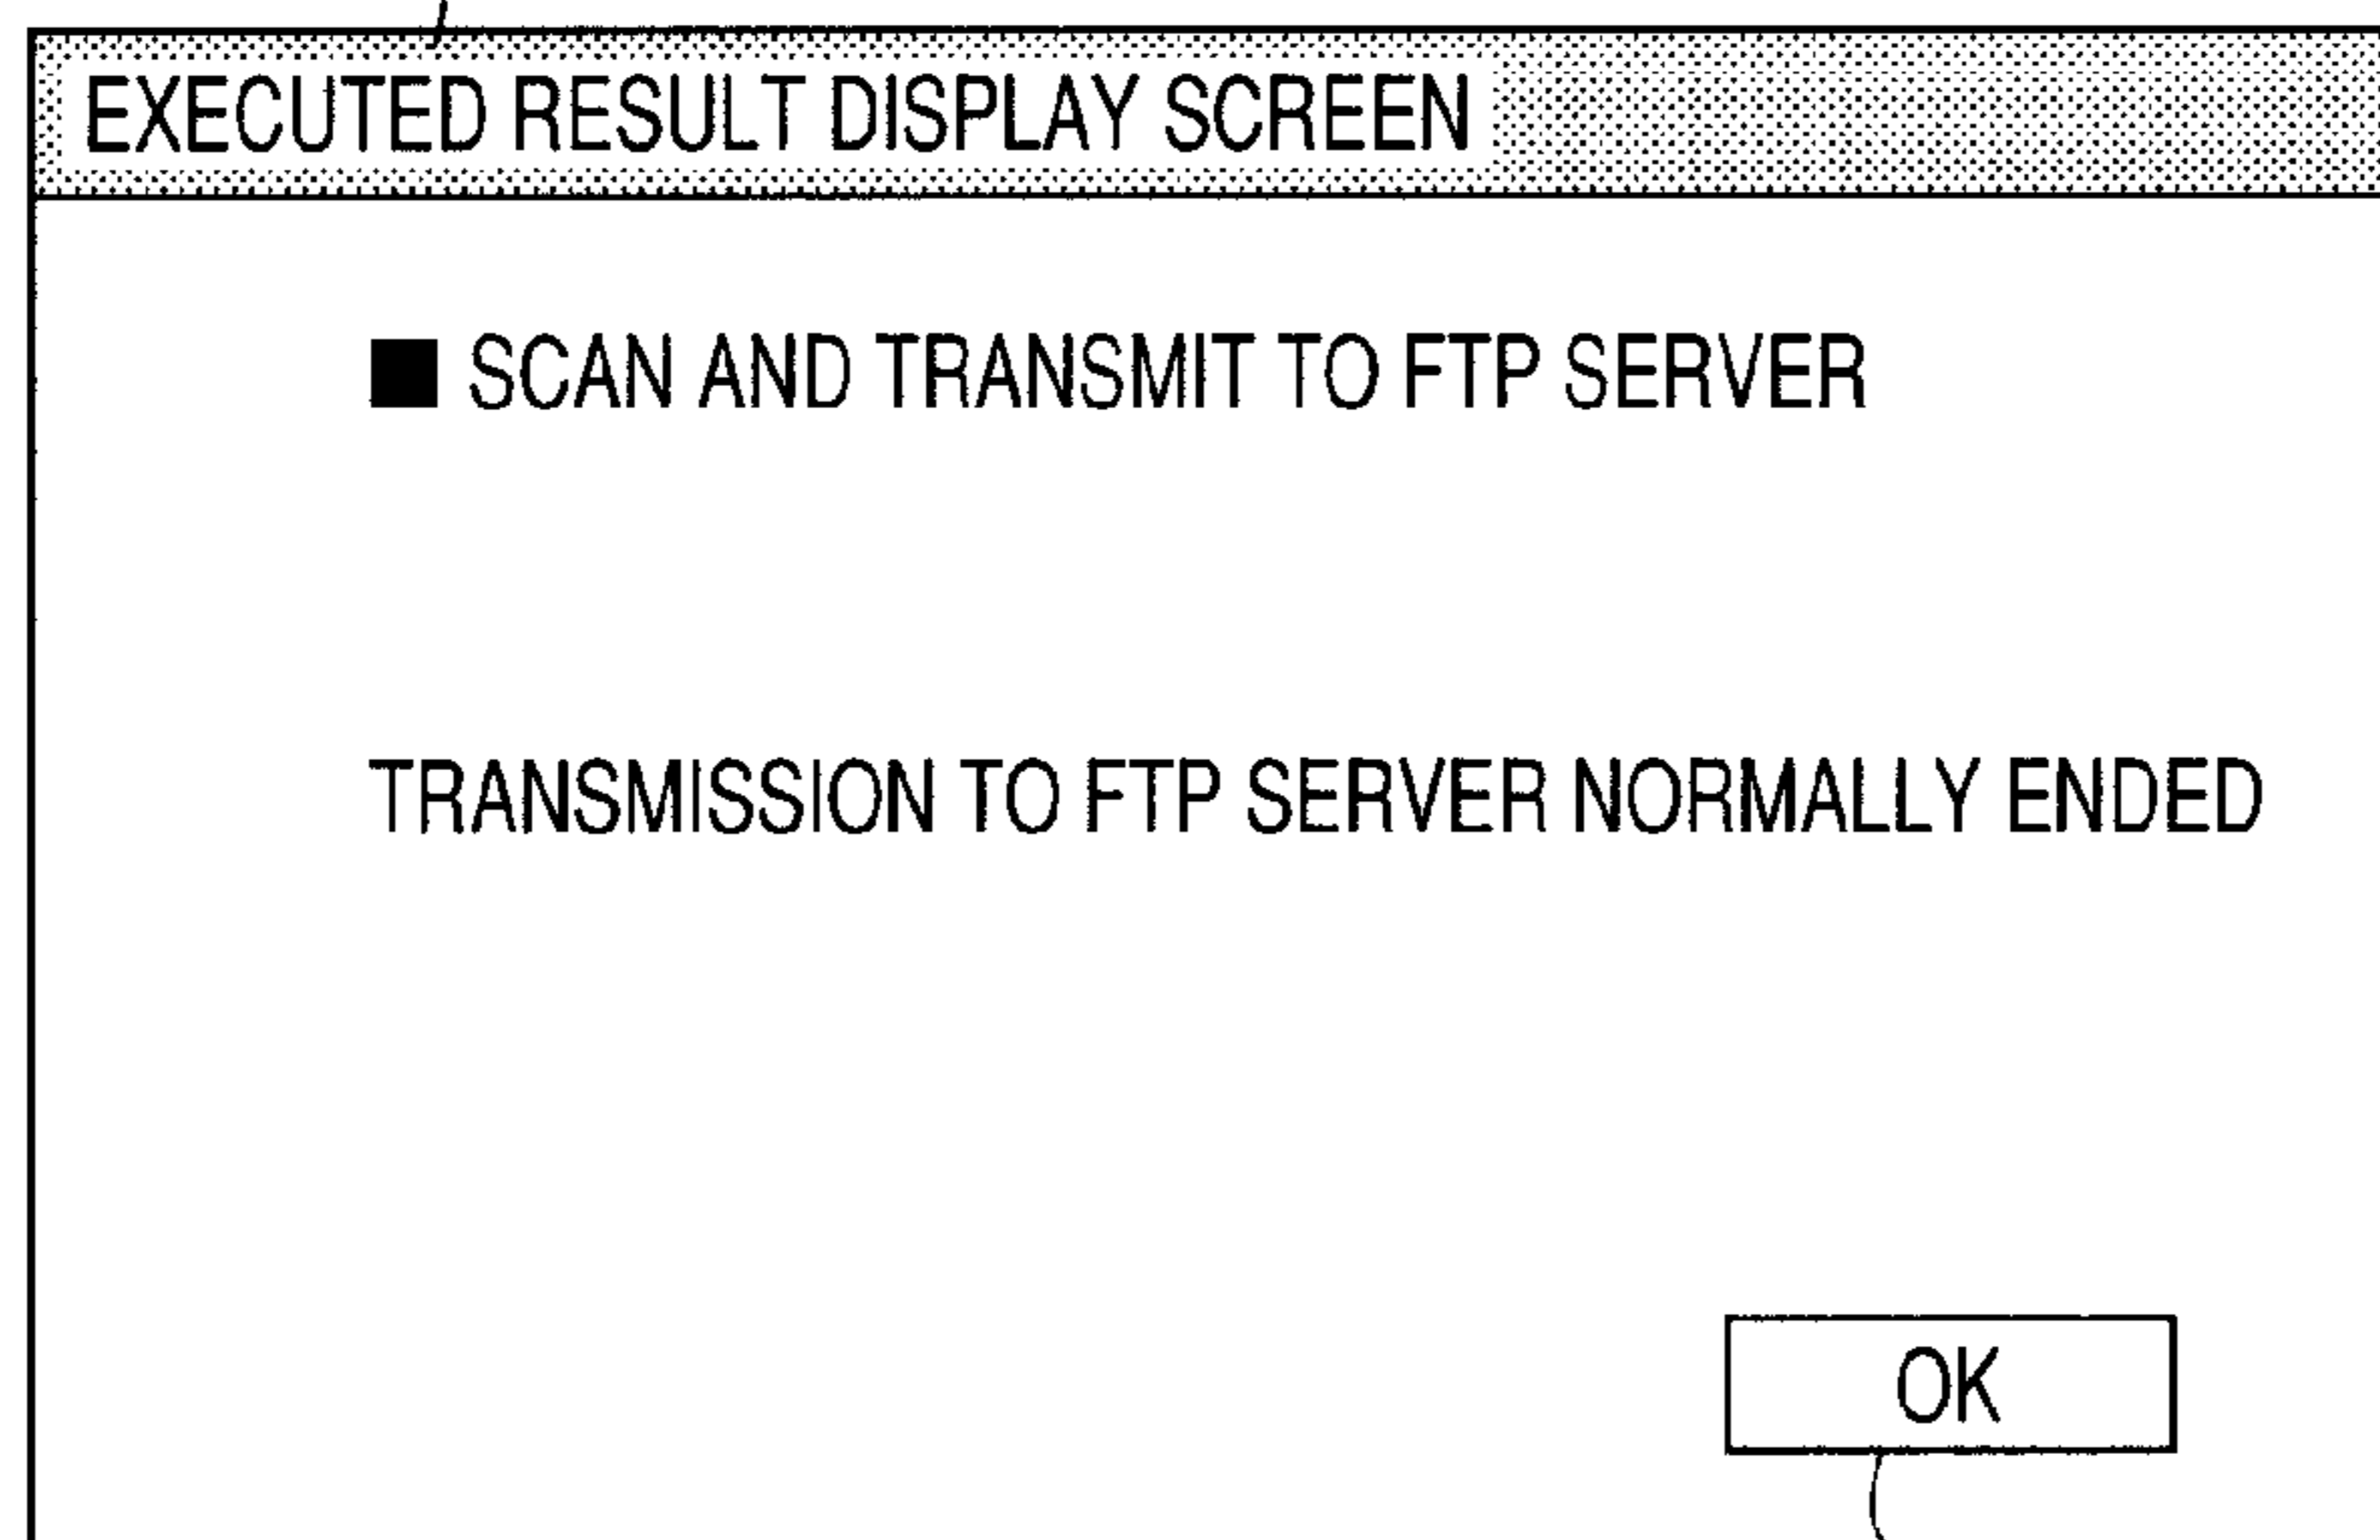 EXECUTED RESULT DISPLAY SCREEN
■ SCAN AND TRANSMIT TO FTP SERVER
TRANSMISSION TO FTP SERVER NORMALLY ENDED
OK